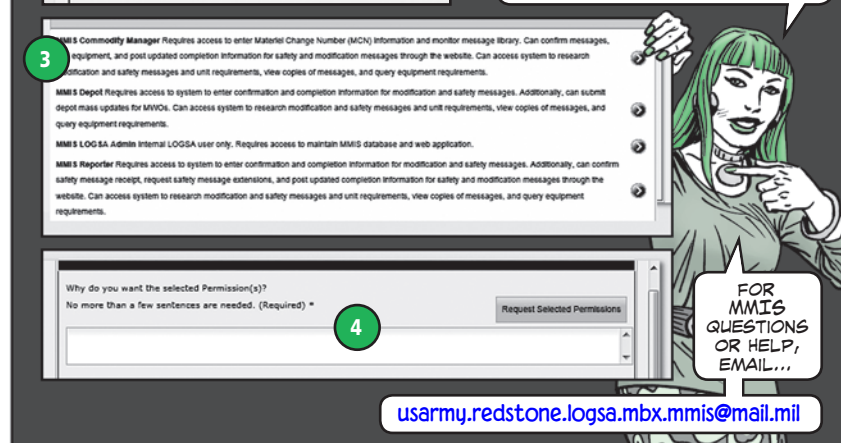 3
MMIS Commodity Manager Requires access to enter Materiel Change Number (MCN) information and monitor message library. Can confirm messages,
equipment, and post updated completion information for safety and modification messages through the website. Can access system to research
modification and safety messages and unit requirements, view copies of messages, and query equipment requirements.
MMIS Depot Requires access to system to enter confirmation and completion information for modification and safety messages. Additionally, can submit
depot mass updates for MWOs. Can access system to research modification and safety messages and unit requirements, view copies of messages, and
query equipment requirements.
MMIS LOGSA Admin Internal LOGSA user only. Requires access to maintain MMIS database and web application.
MMIS Reporter Requires access to system to enter confirmation and completion information for modification and safety messages. Additionally, can confirm
safety message receipt, request safety message extensions, and post updated completion information for safety and modification messages through the
website. Can access system to research modification and safety messages and unit requirements, view copies of messages, and query equipment
requirements.
Why do you want the selected Permission(s)?
No more than a few sentences are needed. (Required) *
Request Selected Permissions
4
FOR
MMIS
QUESTIONS
OR HELP,
EMAIL...
usarmy.redstone.logsa.mbx.mmis@mail.mil